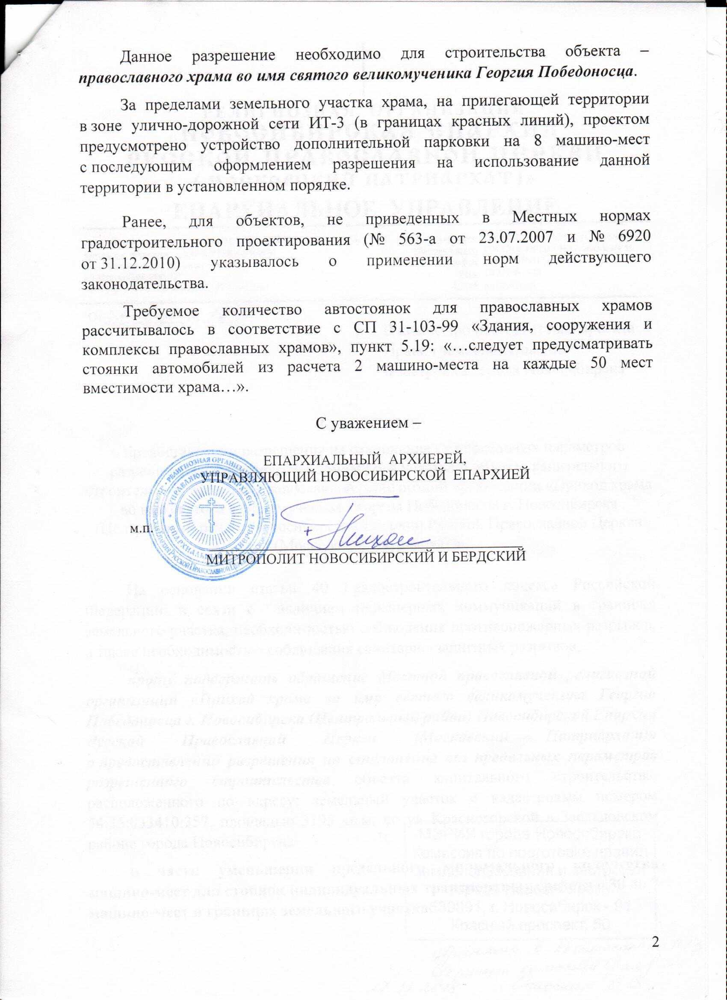 Данное разрешение необходимо для строительства объекта –
православного храма во имя святого великомученика Георгия Победоносца.
За пределами земельного участка храма, на прилегающей территории
в зоне улично-дорожной сети ИТ-3 (в границах красных линий), проектом
предусмотрено устройство дополнительной парковки на 8 машино-мест
с последующим оформлением разрешения на использование данной
территории в установленном порядке.
Ранее, для объектов, не приведенных в Местных нормах
градостроительного проектирования (№ 563-а от 23.07.2007 и № 6920
от 31.12.2010) указывалось о применении норм действующего
законодательства.
Требуемое количество автостоянок для православных храмов
рассчитывалось в соответствие с СП 31-103-99 «Здания, сооружения и
комплексы православных храмов», пункт 5.19: «…следует предусматривать
стоянки автомобилей из расчета 2 машино-места на каждые 50 мест
вместимости храма…».
С уважением –
ЕПАРХИАЛЬНЫЙ АРХИЕРЕЙ,
УПРАВЛЯЮЩИЙ НОВОСИБИРСКОЙ ЕПАРХИЕЙ
РЕЛИГИОЗНАЯ ОРГАНИЗАЦИЯ
УПРАВЛЯЮЩИЙ ЕПАРХИЕЙ
ЕПАРХИАЛЬНЫЙ АРХИЕРЕЙ
Русской Православной Церкви
м.п.
+ Тихон
МИТРОПОЛИТ НОВОСИБИРСКИЙ И БЕРДСКИЙ
2